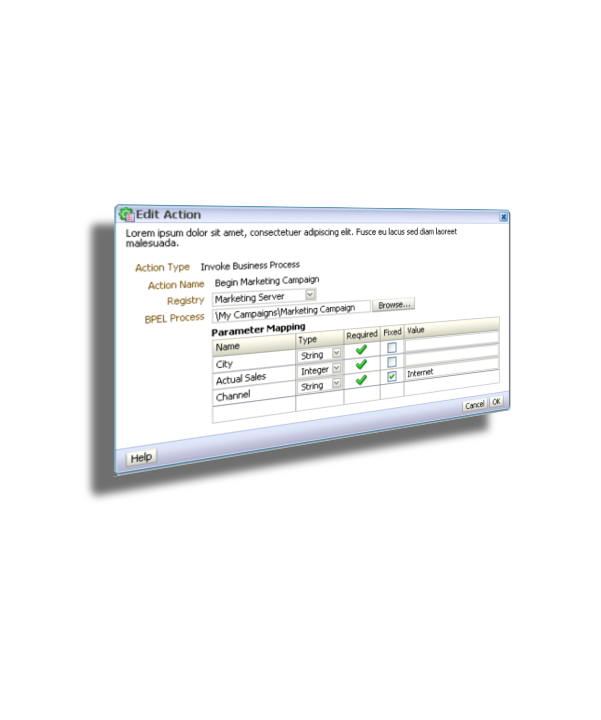 Edit Action
Lorem ipsum dolor sit amet, consectetuer adipiscing elit. Fusce eu lacus sed diam laoreet
malesuada.
Action Type Invoke Business Process
Action Name Begin Marketing Campaign
Registry Marketing Server
BPEL Process \My Campaigns\Marketing Campaign Browse...
Parameter Mapping
Name Type Required Fixed Value
City String
Actual Sales Integer
Channel String Internet
Help Cancel OK